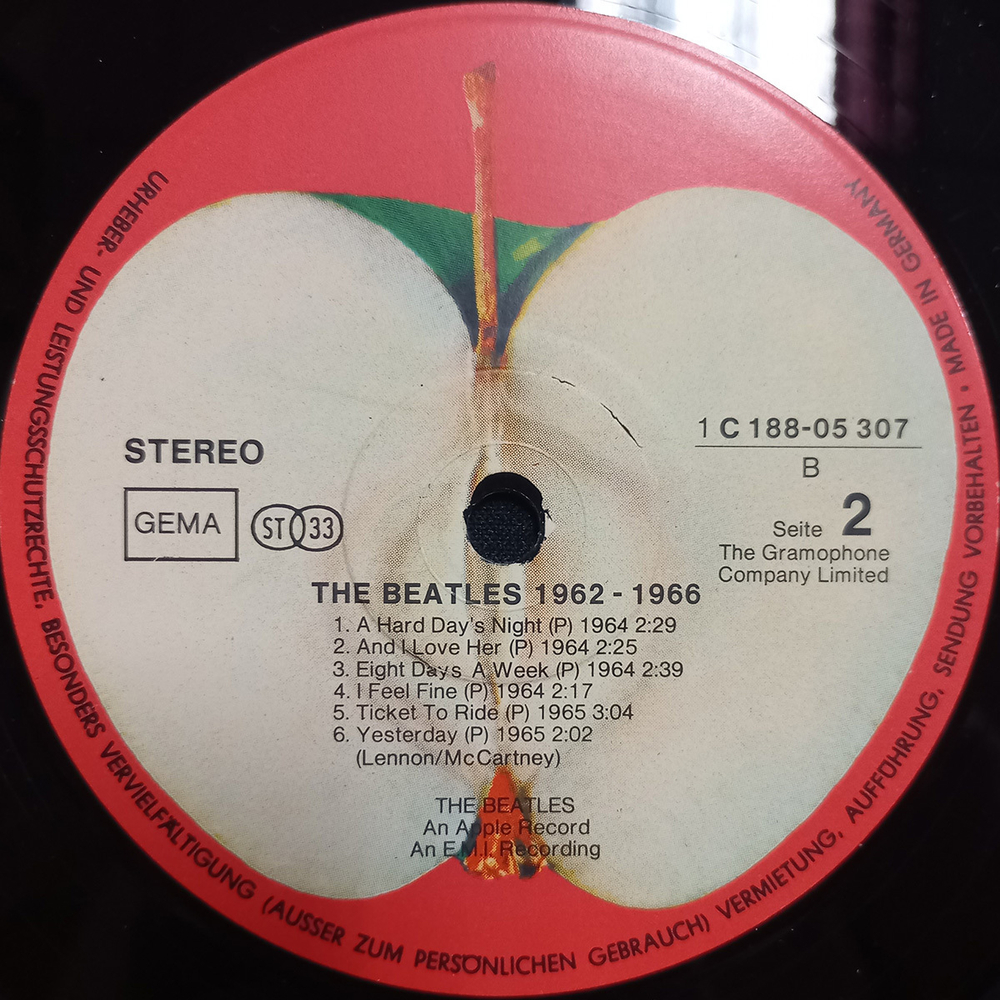 URHEBER- UND LEISTUNGSSCHUTZRECHTE, BESONDERS VERVIELFÄLTIGUNG (AUSSER ZUM PERSÖNLICHEN GEBRAUCH) VERMIETUNG, AUFFÜHRUNG, SENDUNG VORBEHALTEN · MADE IN GERMANY
STEREO
GEMA
ST 33
1 C 188-05 307
B
Seite 2
The Gramophone
Company Limited
THE BEATLES 1962 - 1966
1. A Hard Day's Night (P) 1964 2:29
2. And I Love Her (P) 1964 2:25
3. Eight Days A Week (P) 1964 2:39
4. I Feel Fine (P) 1964 2:17
5. Ticket To Ride (P) 1965 3:04
6. Yesterday (P) 1965 2:02
(Lennon/McCartney)
THE BEATLES
An Apple Record
An E.M.I. Recording